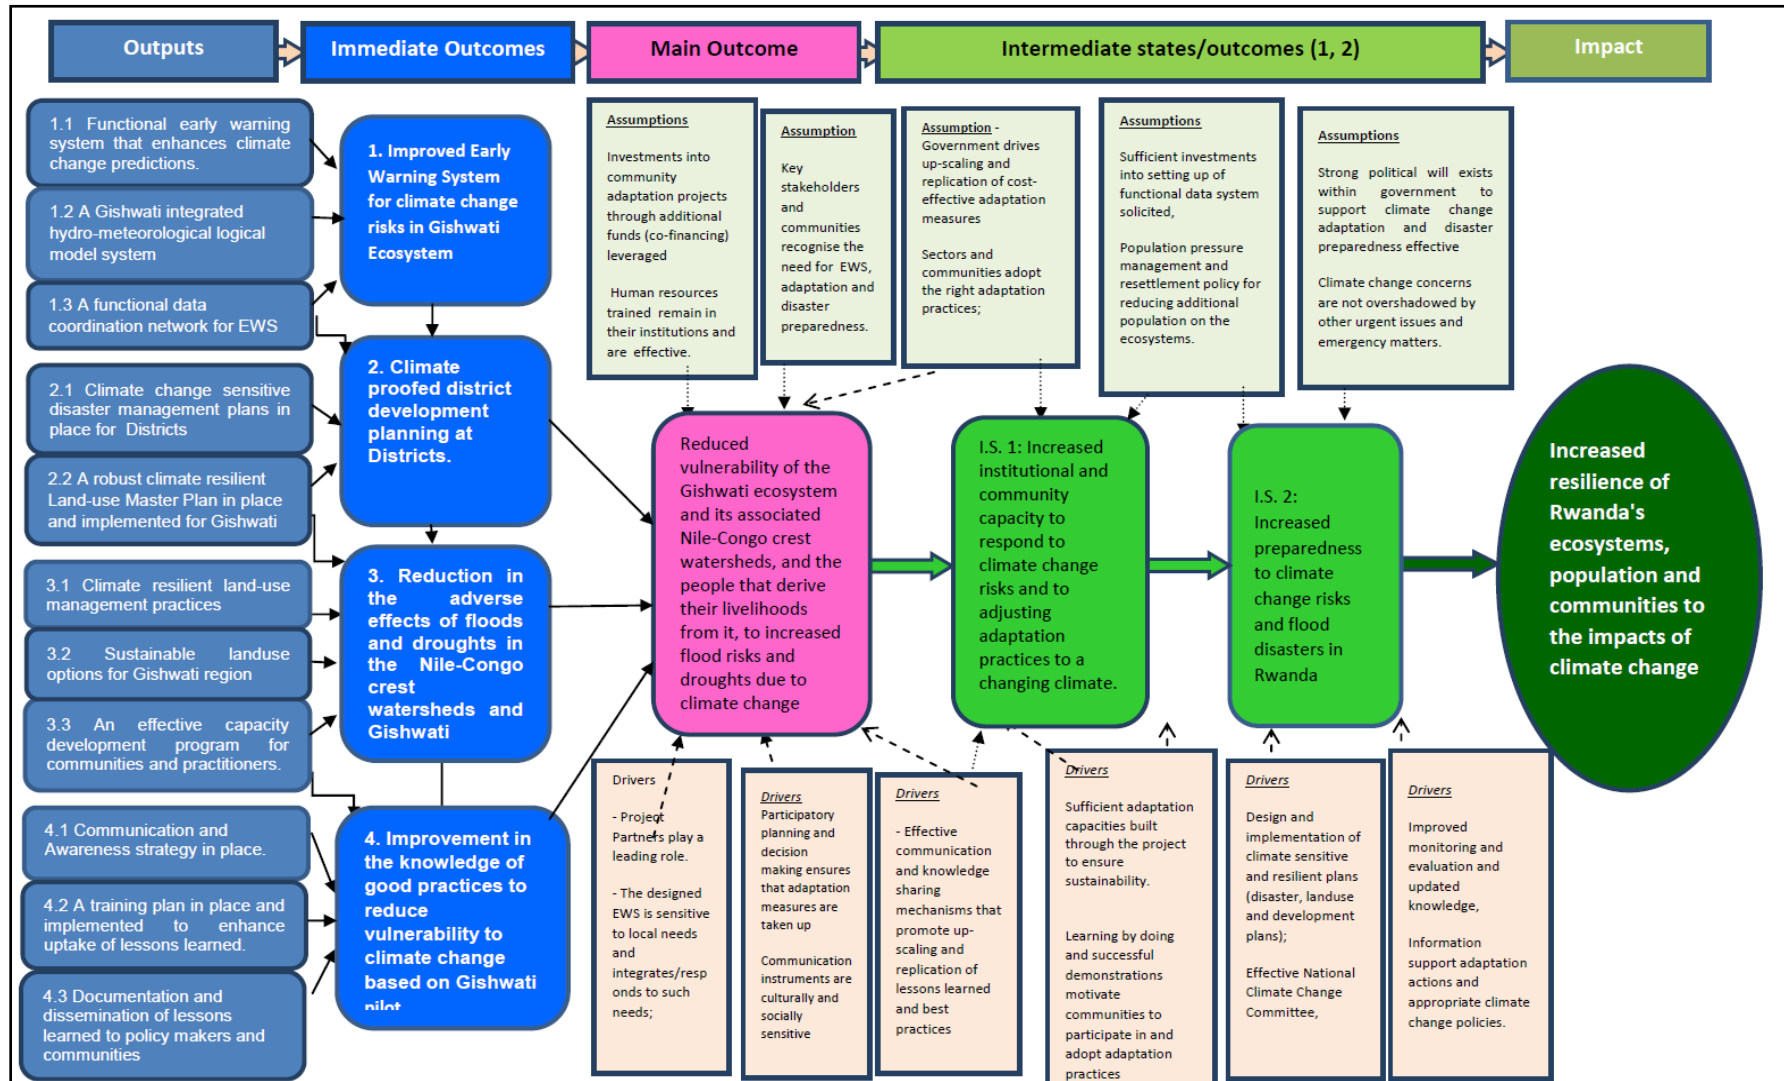 Outputs
Immediate Outcomes
Main Outcome
Intermediate states/outcomes (1, 2)
Impact
1.1 Functional early warning
system that enhances climate
change predictions.
1.2 A Gishwati integrated
hydro-meteorological logical
model system
1.3 A functional data
coordination network for EWS
2.1 Climate change sensitive
disaster management plans in
place for Districts
2.2 A robust climate resilient
Land-use Master Plan in place
and implemented for Gishwati
3.1 Climate resilient land-use
management practices
3.2 Sustainable landuse
options for Gishwati region
3.3 An effective capacity
development program for
communities and practitioners.
4.1 Communication and
Awareness strategy in place.
4.2 A training plan in place and
implemented to enhance
uptake of lessons learned.
4.3 Documentation and
dissemination of lessons
learned to policy makers and
communities
1. Improved Early
Warning System
for climate change
risks in Gishwati
Ecosystem
2. Climate
proofed district
development
planning at
Districts.
3. Reduction in
the adverse
effects of floods
and droughts in
the Nile-Congo
crest
watersheds and
Gishwati
4. Improvement in
the knowledge of
good practices to
reduce
vulnerability to
climate change
based on Gishwati
pilot
Assumptions
Investments into
community
adaptation projects
through additional
funds (co-financing)
leveraged
Human resources
trained remain in
their institutions and
are effective.
Assumption
Key
stakeholders
and
communities
recognise the
need for EWS,
adaptation and
disaster
preparedness.
Assumption -
Government drives
up-scaling and
replication of cost-
effective adaptation
measures
Sectors and
communities adopt
the right adaptation
practices;
Assumptions
Sufficient investments
into setting up of
functional data system
solicited,
Population pressure
management and
resettlement policy for
reducing additional
population on the
ecosystems.
Assumptions
Strong political will exists
within government to
support climate change
adaptation and disaster
preparedness effective
Climate change concerns
are not overshadowed by
other urgent issues and
emergency matters.
Reduced
vulnerability of the
Gishwati ecosystem
and its associated
Nile-Congo crest
watersheds, and the
people that derive
their livelihoods
from it, to increased
flood risks and
droughts due to
climate change
I.S. 1: Increased
institutional and
community
capacity to
respond to
climate change
risks and to
adjusting
adaptation
practices to a
changing climate.
I.S. 2:
Increased
preparedness
to climate
change risks
and flood
disasters in
Rwanda
Increased
resilience of
Rwanda's
ecosystems,
population and
communities to
the impacts of
climate change
Drivers
- Project
Partners play a
leading role.
- The designed
EWS is sensitive
to local needs
and
integrates/resp
onds to such
needs;
Drivers
Participatory
planning and
decision
making ensures
that adaptation
measures are
taken up
Communication
instruments are
culturally and
socially
sensitive
Drivers
- Effective
communication
and knowledge
sharing
mechanisms that
promote up-
scaling and
replication of
lessons learned
and best
practices
Drivers
Sufficient adaptation
capacities built
through the project
to ensure
sustainability.
Learning by doing
and successful
demonstrations
motivate
communities to
participate in and
adopt adaptation
practices
Drivers
Design and
implementation of
climate sensitive
and resilient plans
(disaster, landuse
and development
plans);
Effective National
Climate Change
Committee,
Drivers
Improved
monitoring and
evaluation and
updated
knowledge,
Information
support adaptation
actions and
appropriate climate
change policies.